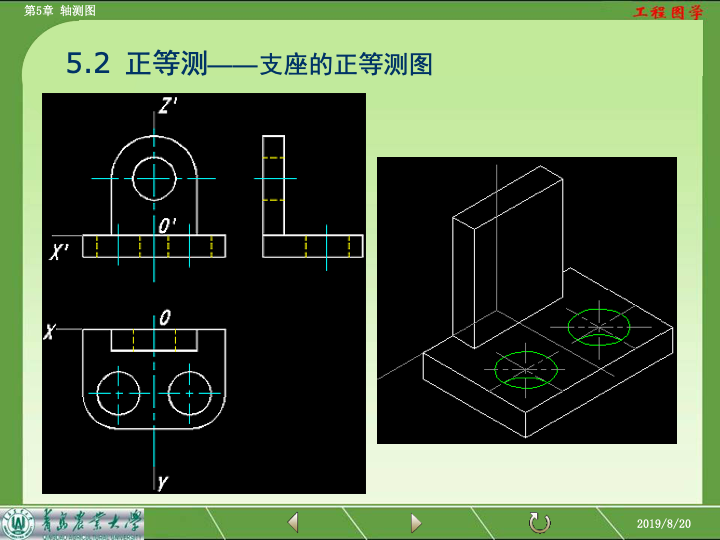 第5章 轴测图
工程图学
5.2 正等测——支座的正等测图
Z'
O'
X'
O
X
Y
青岛农业大学
2019/8/20